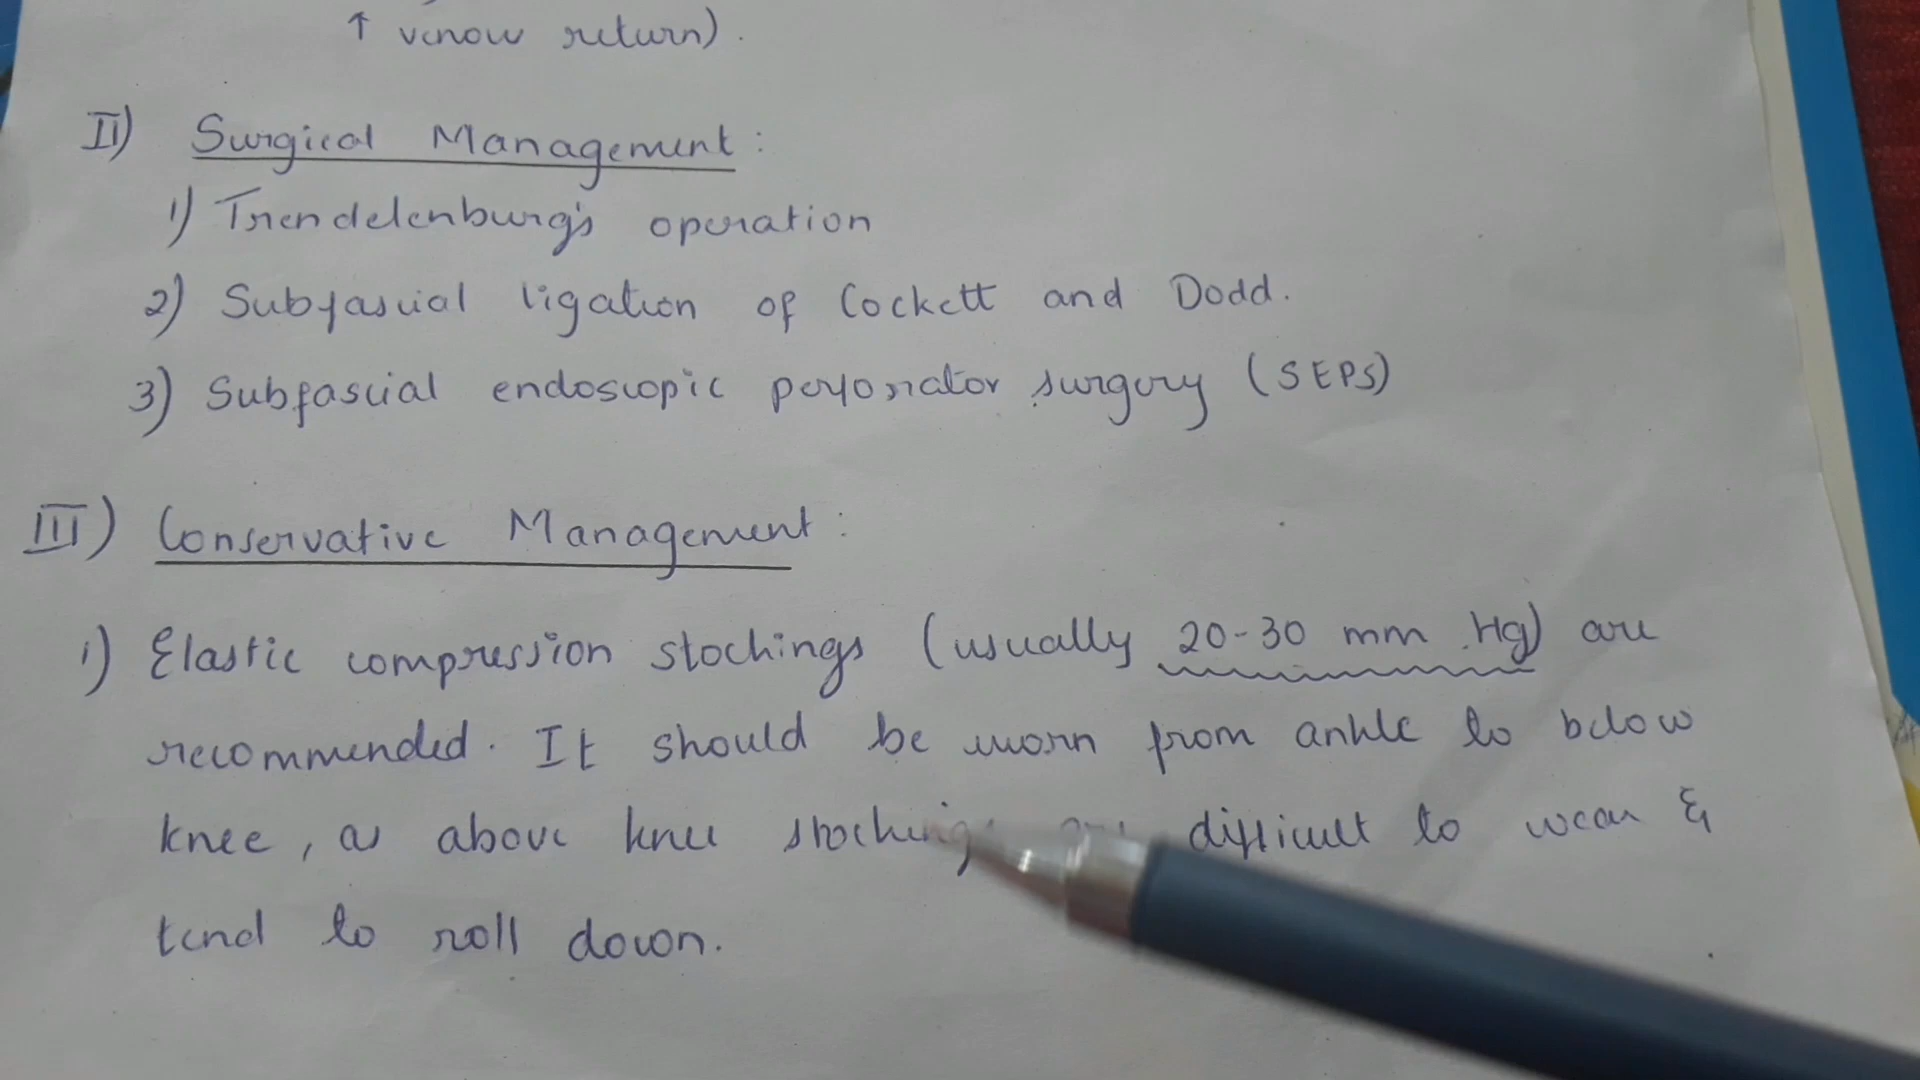 ↑ venous return).
II) Surgical Management:
1) Trendelenburg's operation
2) Subfascial ligation of Cockett and Dodd.
3) Subfascial endoscopic perforator surgery (SEPS)
III) Conservative Management:
1) Elastic compression stockings (usually 20-30 mm Hg) are
recommended. It should be worn from ankle to below
knee, as above knee stockings are difficult to wear &
tend to roll down.